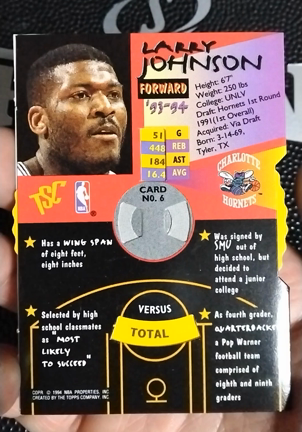 LARRY
JOHNSON
FORWARD
'93-94
51 G
448 REB
184 AST
16.4 AVG
Height: 6'7"
Weight: 250 lbs
College: UNLV
Draft: Hornets 1st Round
1991 (1st Overall)
Acquired: Via Draft
Born: 3-14-69,
Tyler, TX
CHARLOTTE
HORNETS
TSC
NBA
®
CARD
NO. 6
Has a WING SPAN
of eight feet,
eight inches
Was signed by
SMU out of
high school, but
decided to
attend a junior
college
Selected by high
school classmates
as "MOST
LIKELY
TO SUCCEED"
VERSUS
TOTAL
As fourth grader,
QUARTERBACKED
a Pop Warner
football team
comprised of
eighth and ninth
graders
COPR. © 1994 NBA PROPERTIES, INC.
CREATED BY THE TOPPS COMPANY, INC.